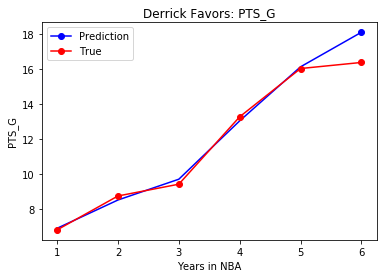 Derrick Favors: PTS_G
Prediction
True
PTS_G
18
16
14
12
10
8
1 2 3 4 5 6
Years in NBA